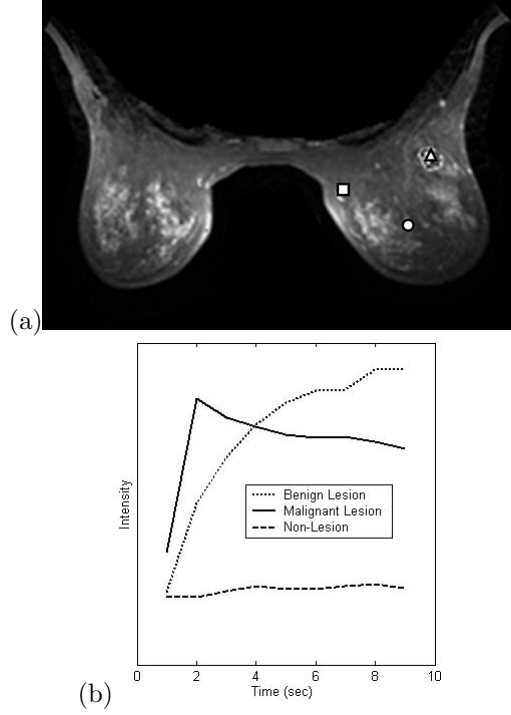 (a)
Intensity
Benign Lesion
Malignant Lesion
Non-Lesion
0 2 4 6 8 10
Time (sec)
(b)